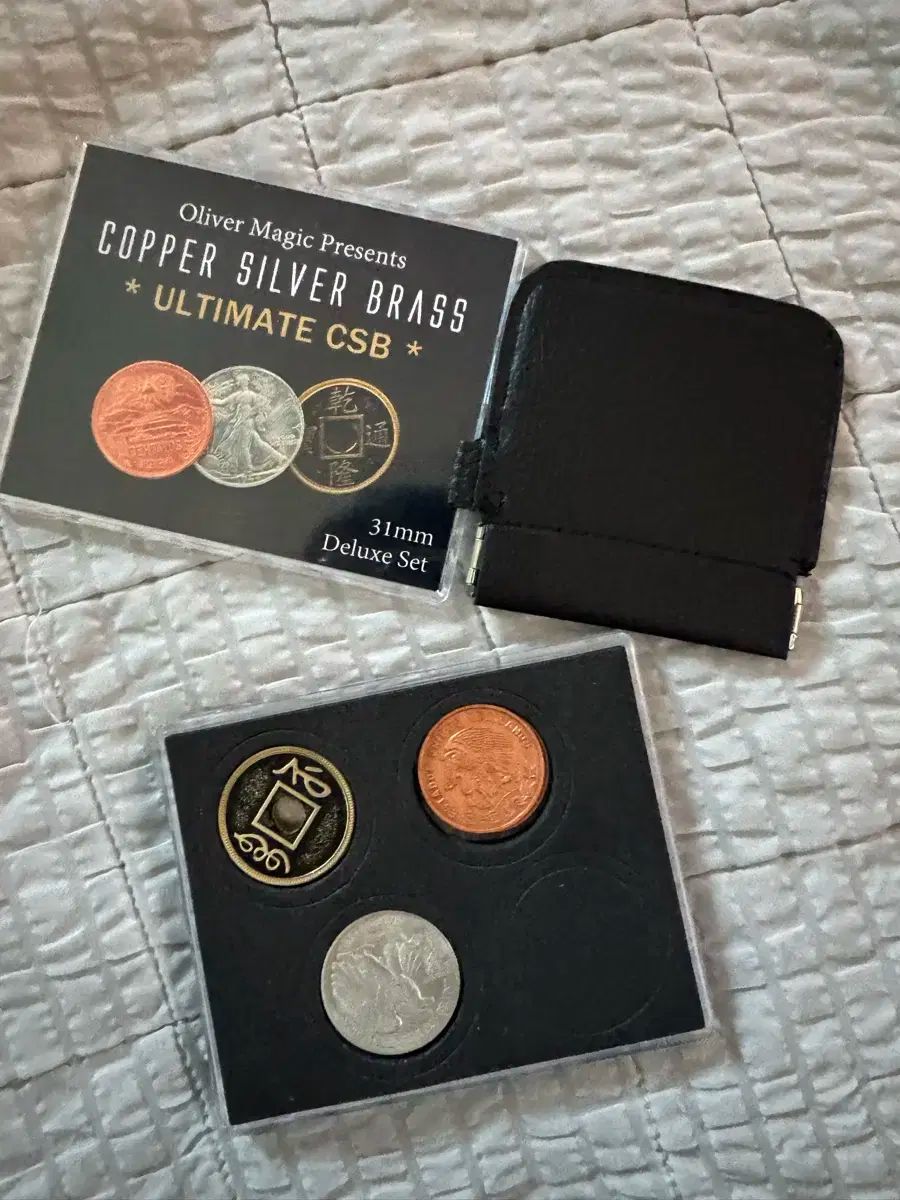 Oliver Magic Presents
COPPER SILVER BRASS
* ULTIMATE CSB *
乾
通
隆
31mm
Deluxe Set